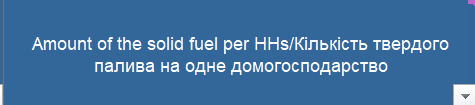 Amount of the solid fuel per HHs/Кількість твердого
палива на одне домогосподарство